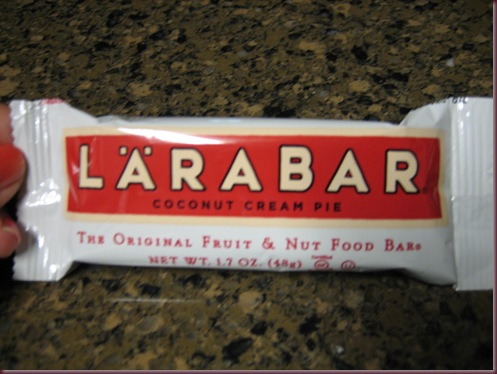 LÄRABAR
COCONUT CREAM PIE
THE ORIGINAL FRUIT & NUT FOOD BAR®
NET WT. 1.7 OZ. (48g)